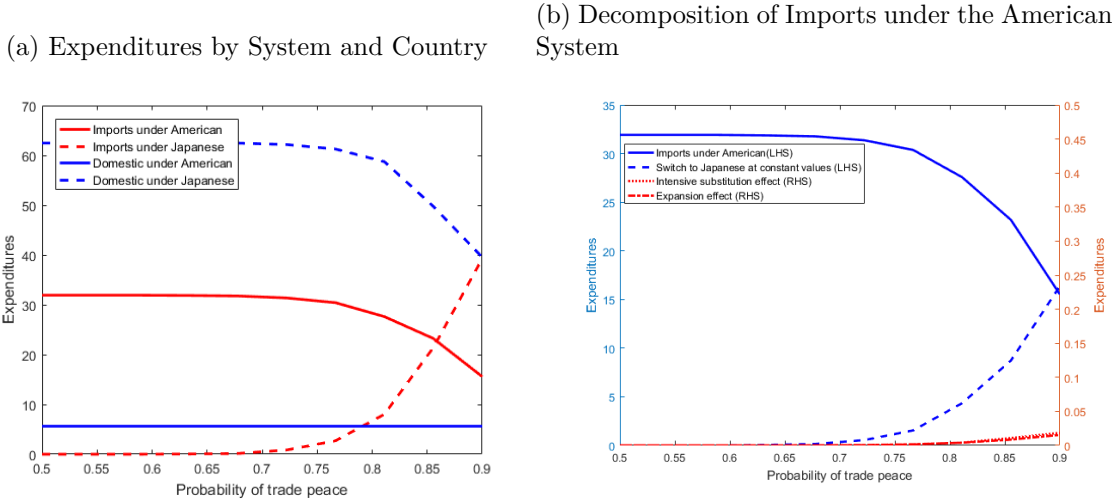 (a) Expenditures by System and Country
70
60
50
40
30
20
10
0
Expenditures
Imports under American
Imports under Japanese
Domestic under American
Domestic under Japanese
0.5 0.55 0.6 0.65 0.7 0.75 0.8 0.85 0.9
Probability of trade peace
(b) Decomposition of Imports under the American
System
35
30
25
20
15
10
5
0
Expenditures
Imports under American(LHS)
Switch to Japanese at constant values (LHS)
Intensive substitution effect (RHS)
Expansion effect (RHS)
0.5
0.45
0.4
0.35
0.3
0.25
0.2
0.15
0.1
0.05
0
Expenditures
0.5 0.55 0.6 0.65 0.7 0.75 0.8 0.85 0.9
Probability of trade peace